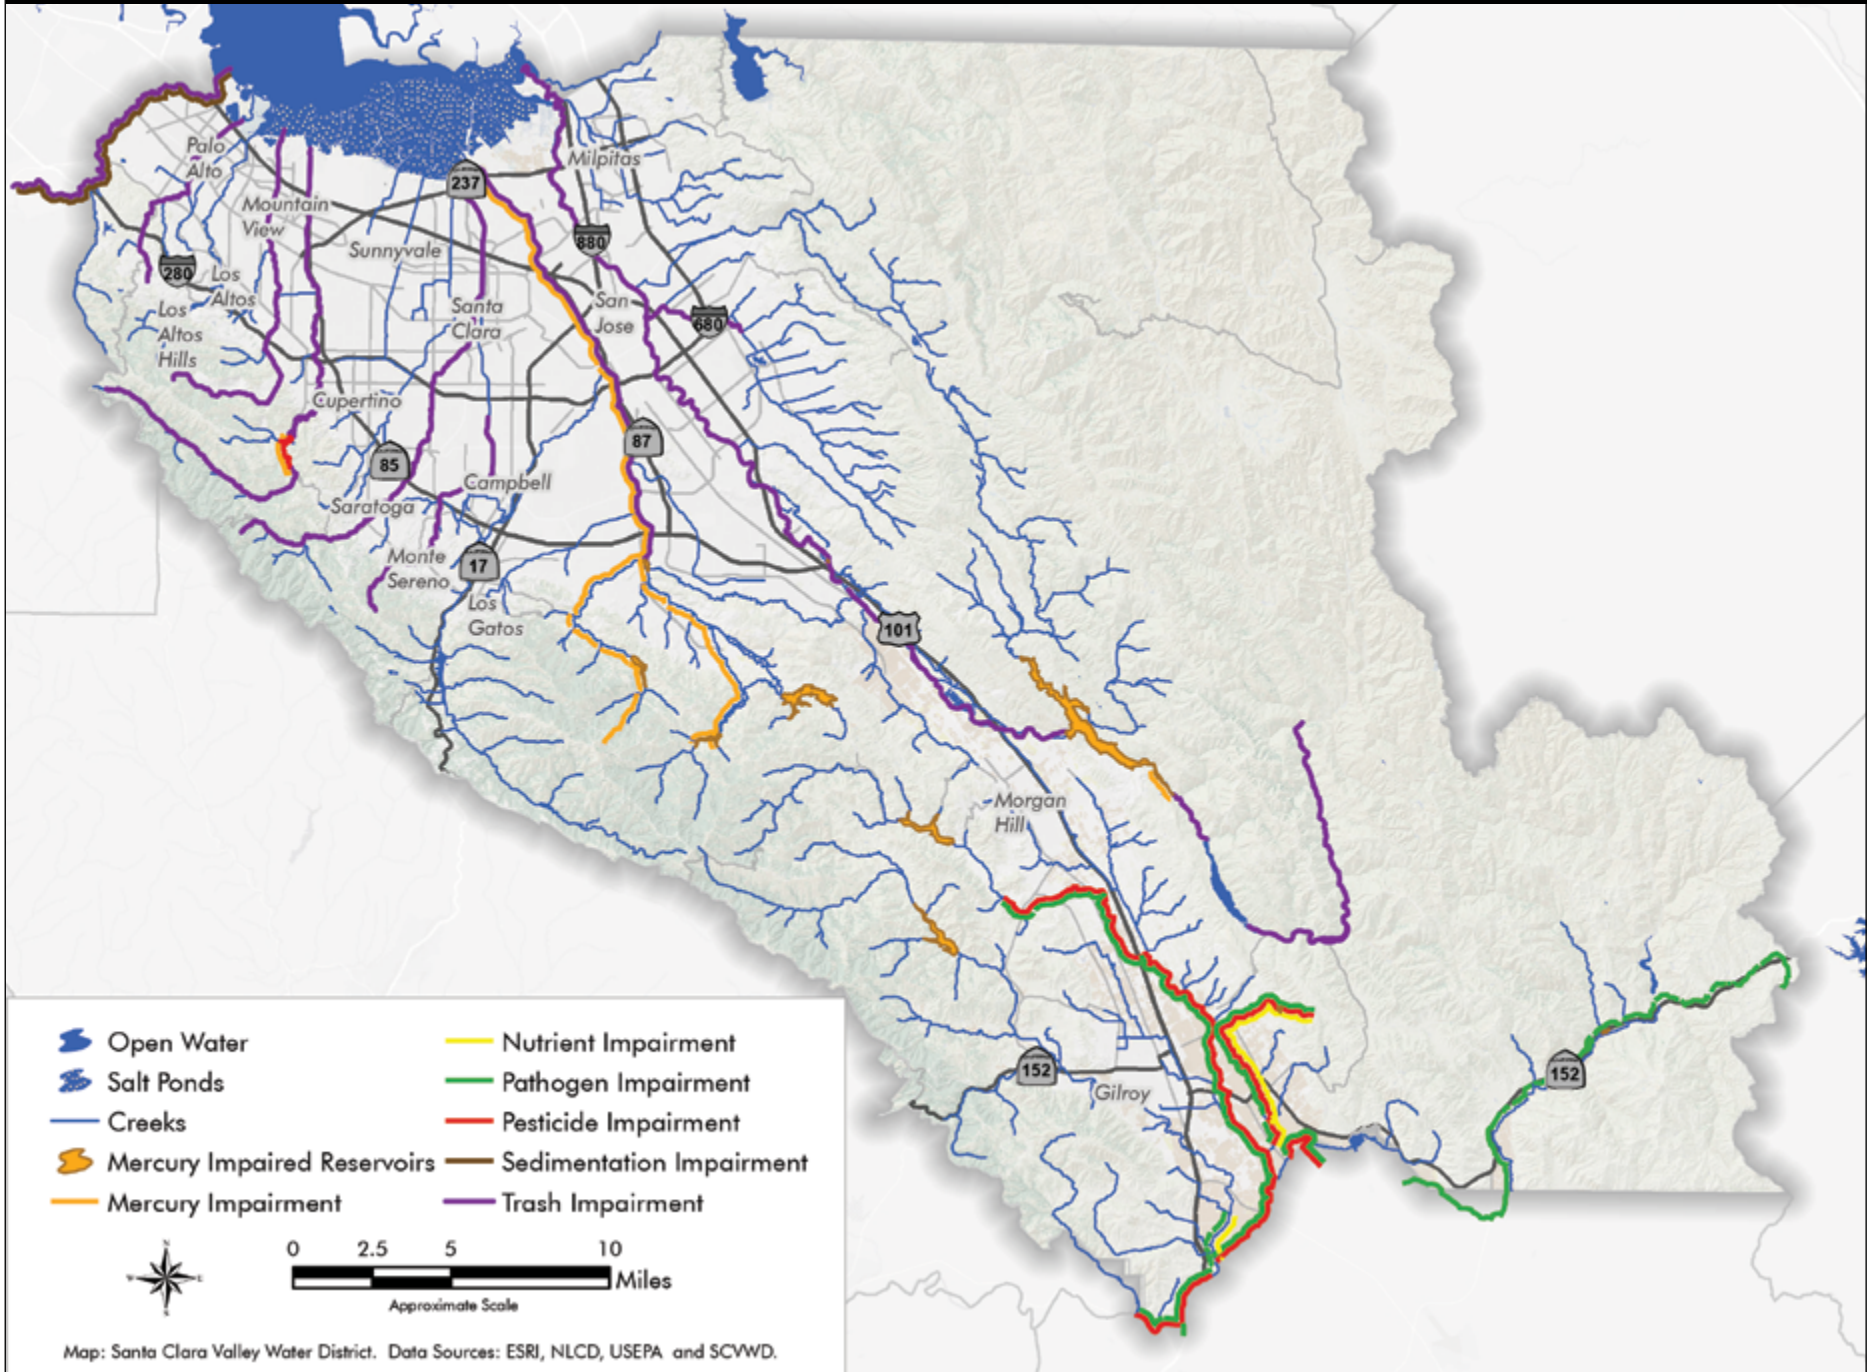 Palo
Alto
237
Milpitas
Mountain
View
Sunnyvale
880
280
Los
Altos
Los
Altos
Hills
Santa
Clara
San
Jose
680
Cupertino
87
85
Campbell
Saratoga
Monte
Sereno
17
Los
Gatos
101
Morgan
Hill
152
Gilroy
152
Open Water
Salt Ponds
Creeks
Mercury Impaired Reservoirs
Mercury Impairment
Nutrient Impairment
Pathogen Impairment
Pesticide Impairment
Sedimentation Impairment
Trash Impairment
N
W
E
S
0 2.5 5 10
Miles
Approximate Scale
Map: Santa Clara Valley Water District. Data Sources: ESRI, NLCD, USEPA and SCVWD.